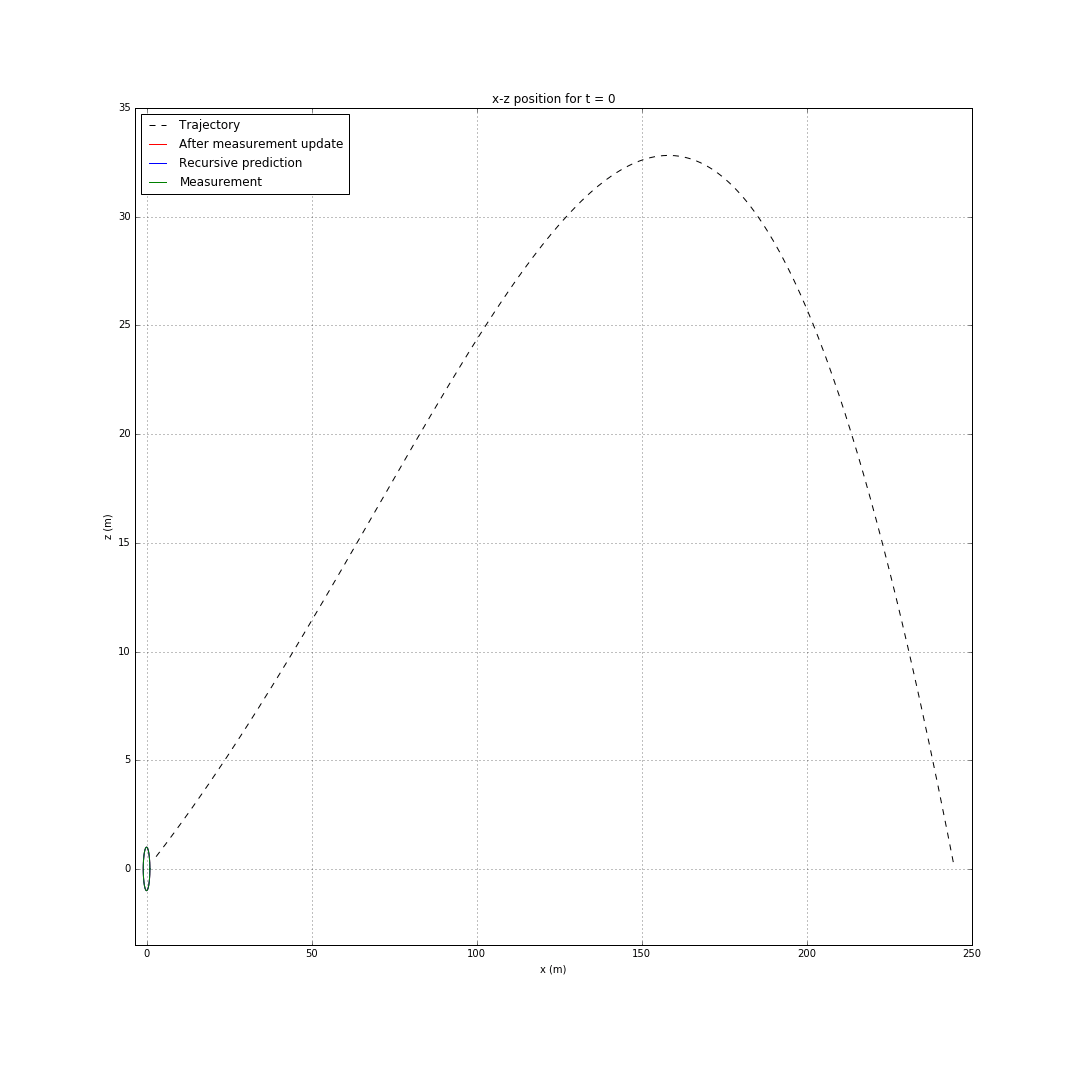 x-z position for t = 0
Trajectory
After measurement update
Recursive prediction
Measurement
35
30
25
20
15
10
5
0
z (m)
0 50 100 150 200 250
x (m)